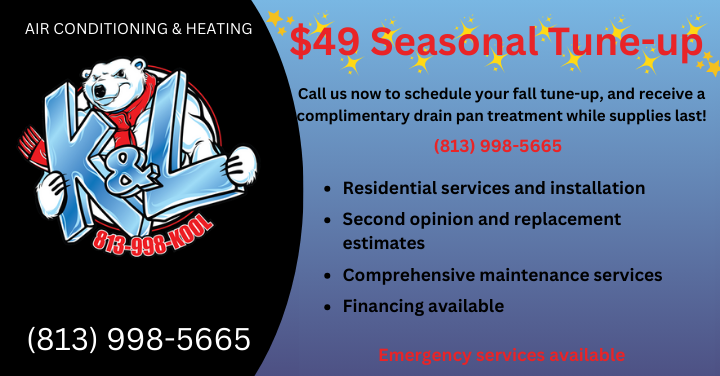 AIR CONDITIONING & HEATING
K&L
813-998-KOOL
(813) 998-5665
$49 Seasonal Tune-up
Call us now to schedule your fall tune-up, and receive a
complimentary drain pan treatment while supplies last!
(813) 998-5665
• Residential services and installation
• Second opinion and replacement
estimates
• Comprehensive maintenance services
• Financing available
Emergency services available